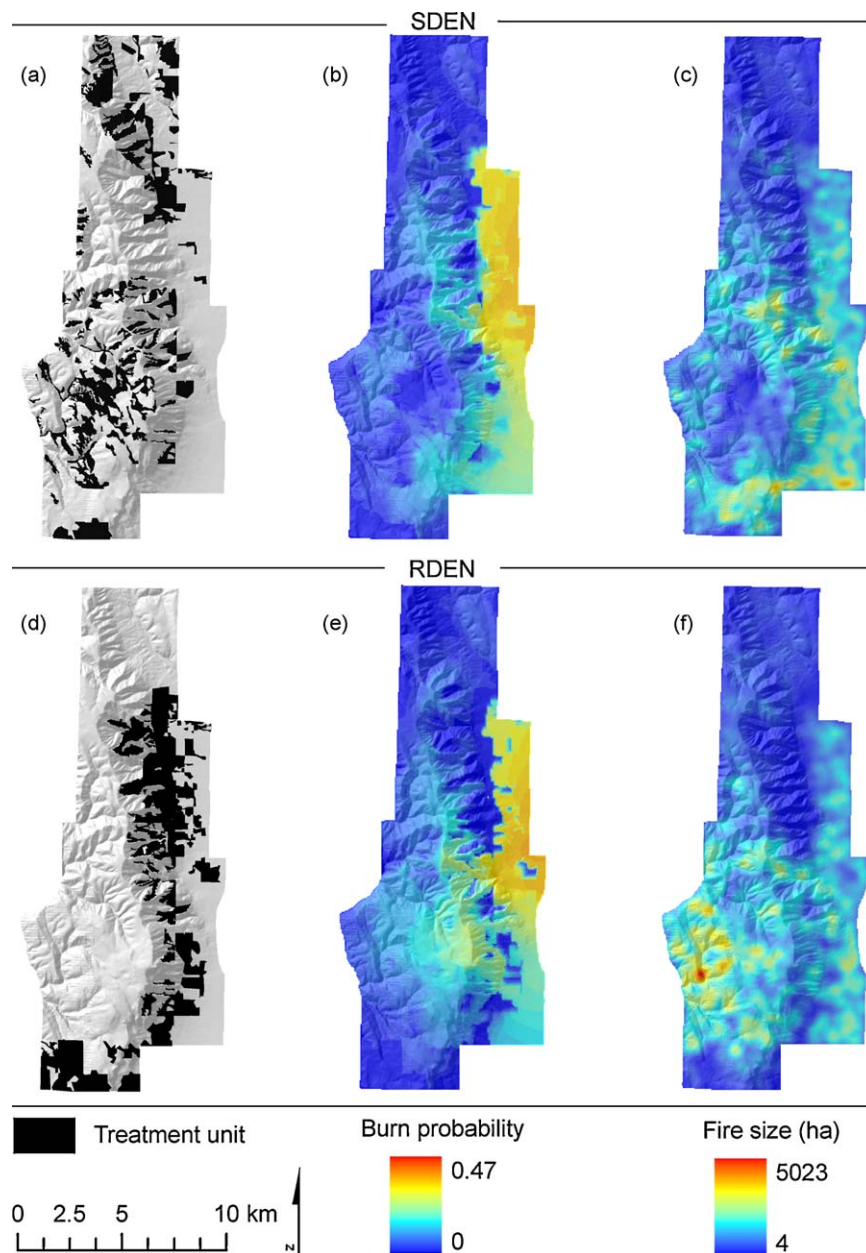 SDEN
(a)
(b)
(c)
RDEN
(d)
(e)
(f)
Treatment unit
Burn probability
Fire size (ha)
0.47
5023
0 2.5 5 10 km
0
4
z